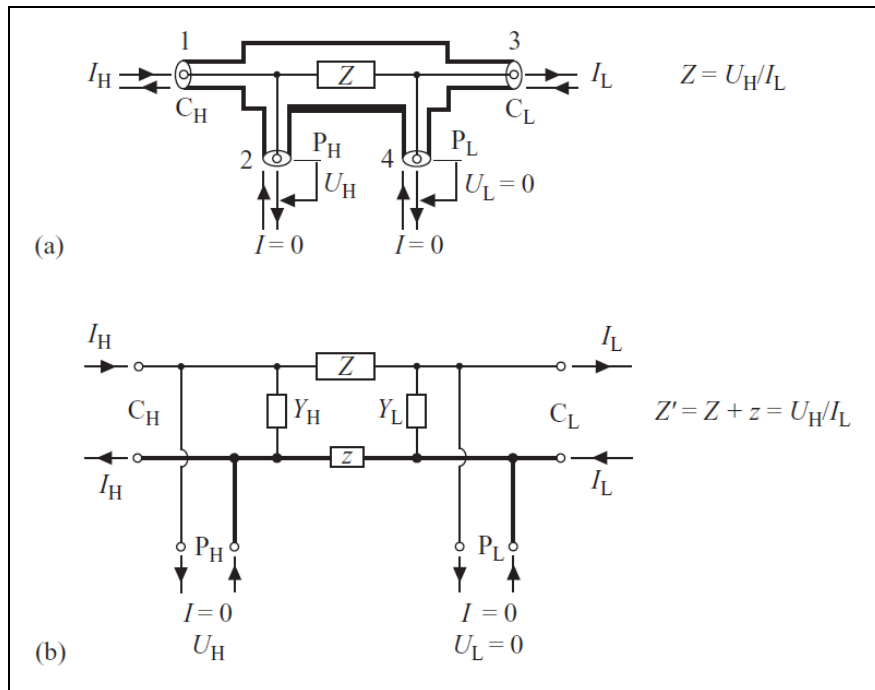 1 3
I_H Z I_L Z = U_H/I_L
C_H C_L
2 P_H 4 P_L
U_H U_L = 0
(a) I = 0 I = 0
I_H Z I_L
C_H Y_H Y_L C_L Z' = Z + z = U_H/I_L
z
I_H I_L
P_H P_L
I = 0 I = 0
(b) U_H U_L = 0